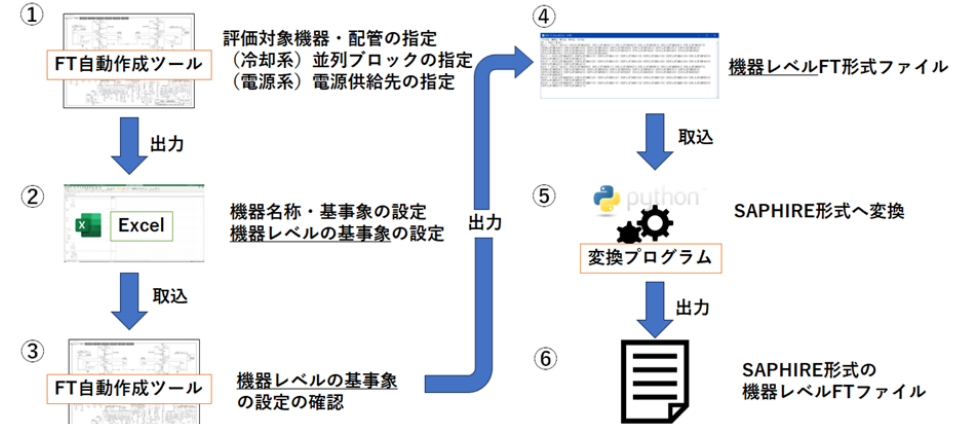 ①
FT自動作成ツール
評価対象機器・配管の指定
（冷却系）並列ブロックの指定
（電源系）電源供給先の指定
出力
②
Excel
機器名称・基事象の設定
機器レベルの基事象の設定
取込
③
FT自動作成ツール
機器レベルの基事象
の設定の確認
出力
④
機器レベルFT形式ファイル
取込
⑤
python
変換プログラム
SAPHIRE形式へ変換
出力
⑥
SAPHIRE形式の
機器レベルFTファイル